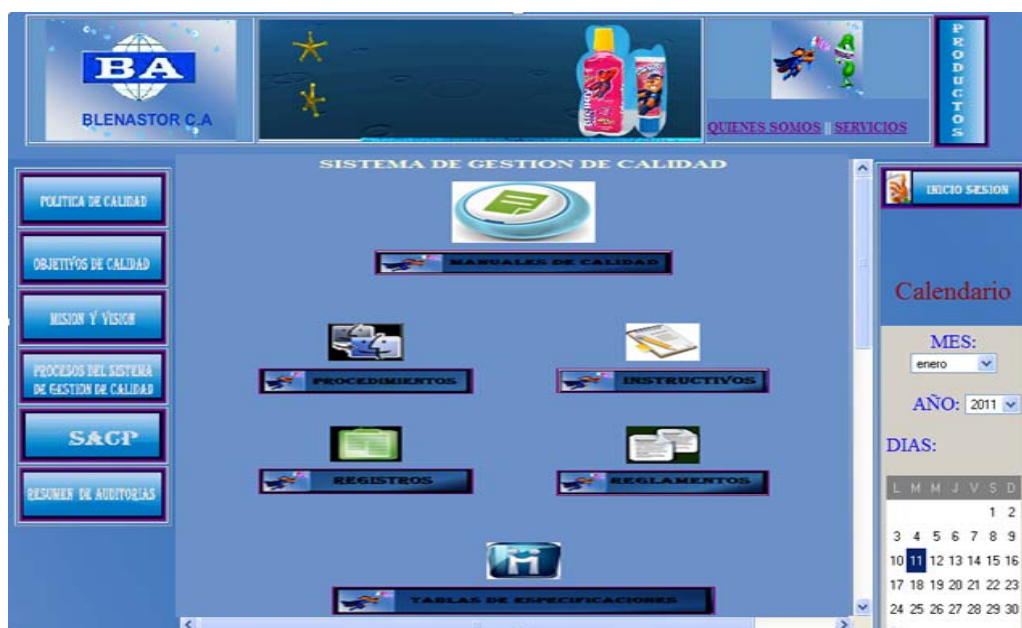 BA
BLENASTOR C.A
QUIENES SOMOS || SERVICIOS
PRODUCTOS
POLITICA DE CALIDAD
OBJETIVOS DE CALIDAD
MISION Y VISION
PROCESOS DEL SISTEMA
DE GESTION DE CALIDAD
SACP
RESUMEN DE AUDITORIAS
SISTEMA DE GESTION DE CALIDAD
MANUALES DE CALIDAD
PROCEDIMIENTOS
INSTRUCTIVOS
REGISTROS
REGLAMENTOS
TABLAS DE ESPECIFICACIONES
INICIO SESION
Calendario
MES:
enero
AÑO: 2011
DIAS:
L M M J V S D
1 2
3 4 5 6 7 8 9
10 11 12 13 14 15 16
17 18 19 20 21 22 23
24 25 26 27 28 29 30